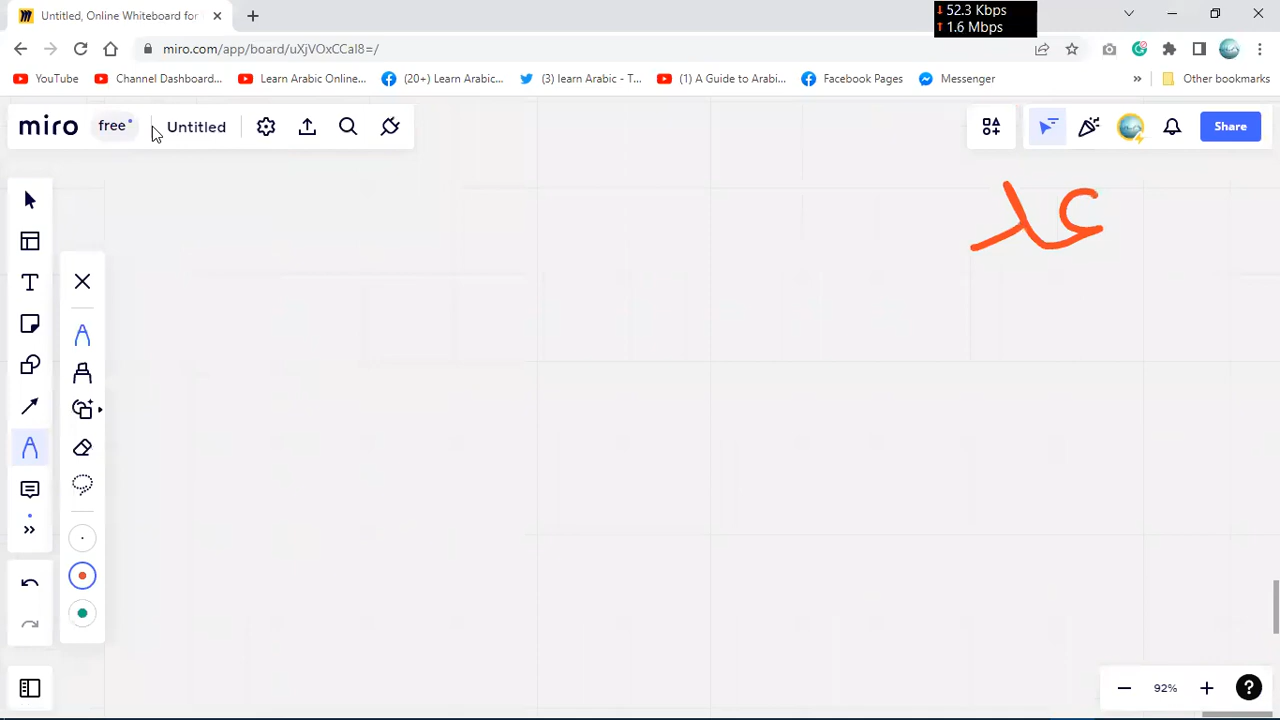 Untitled, Online Whiteboard for
52.3 Kbps
1.6 Mbps
miro.com/app/board/uXjVOxCCaI8=/
YouTube
Channel Dashboard...
Learn Arabic Online...
(20+) Learn Arabic...
(3) learn Arabic - T...
(1) A Guide to Arabi...
Facebook Pages
Messenger
Other bookmarks
miro
free
Untitled
Share
عد
92%